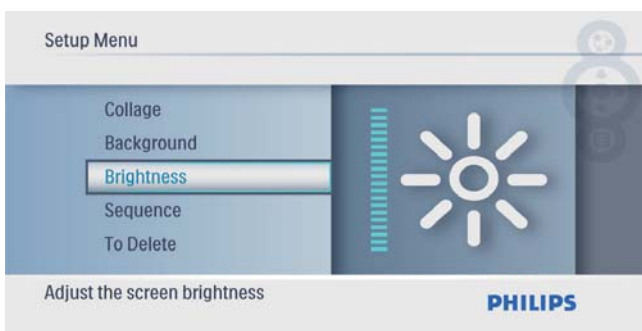 Setup Menu
Collage
Background
Brightness
Sequence
To Delete
Adjust the screen brightness
PHILIPS